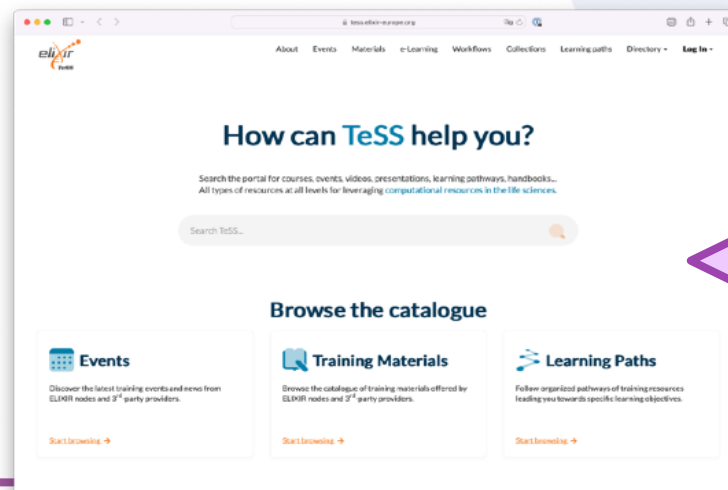 tess.elixir-europe.org
elixir
TeSS
About Events Materials e-Learning Workflows Collections Learning paths Directory Log In
How can TeSS help you?
Search the portal for courses, events, videos, presentations, learning pathways, handbooks...
All types of resources at all levels for leveraging computational resources in the life sciences.
Search TeSS...
Browse the catalogue
Events
Discover the latest training events and news from
ELIXIR nodes and 3rd party providers.
Start browsing →
Training Materials
Browse the catalogue of training materials offered by
ELIXIR nodes and 3rd party providers.
Start browsing →
Learning Paths
Follow organized pathways of training resources
leading you towards specific learning objectives.
Start browsing →